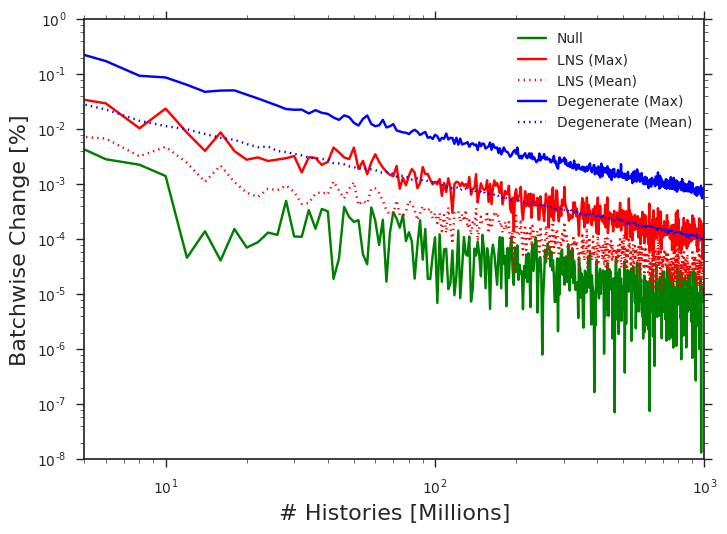 10^0
10^-1
10^-2
10^-3
10^-4
10^-5
10^-6
10^-7
10^-8
Batchwise Change [%]
Null
LNS (Max)
LNS (Mean)
Degenerate (Max)
Degenerate (Mean)
10^1
10^2
10^3
# Histories [Millions]